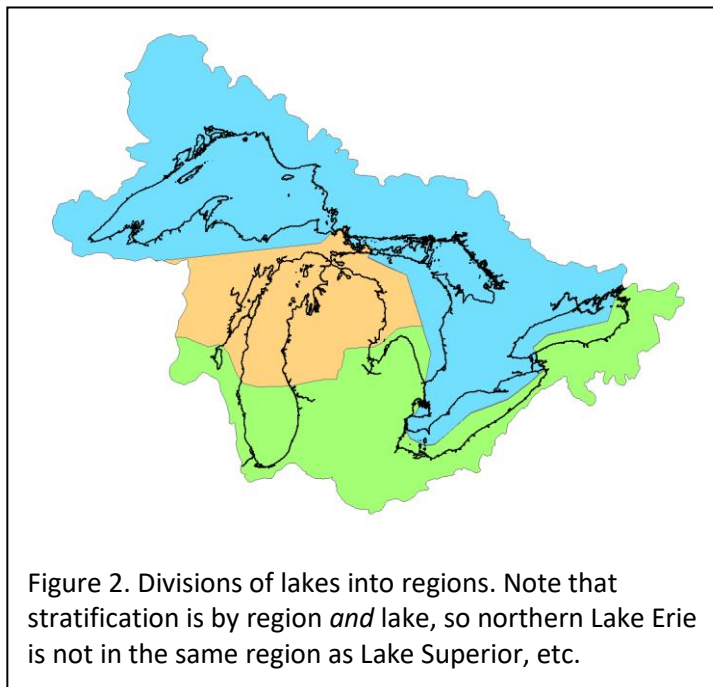 Figure 2. Divisions of lakes into regions. Note that
stratification is by region and lake, so northern Lake Erie
is not in the same region as Lake Superior, etc.